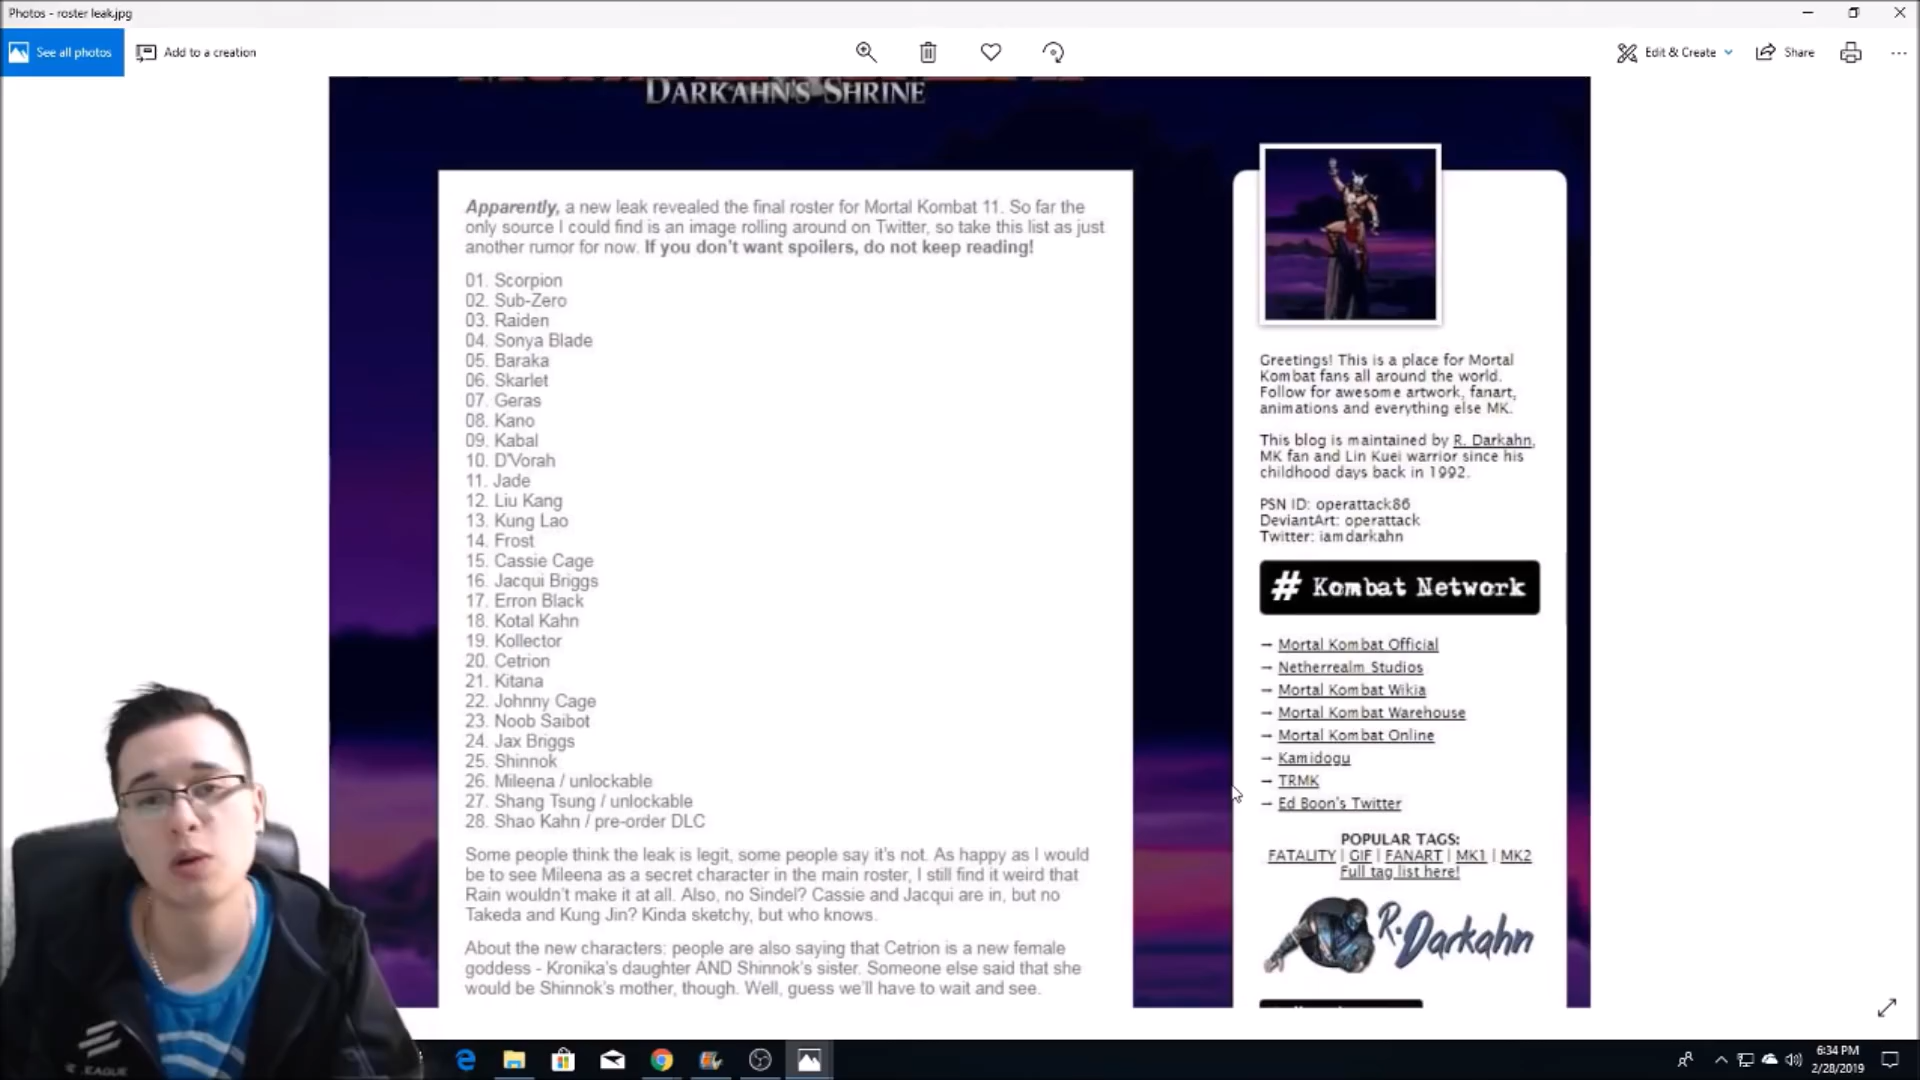 Photos - roster leak.jpg
See all photos
Add to a creation
Edit & Create
Share
DARKAHN'S SHRINE
Apparently, a new leak revealed the final roster for Mortal Kombat 11. So far the
only source I could find is an image rolling around on Twitter, so take this list as just
another rumor for now. If you don't want spoilers, do not keep reading!
01. Scorpion
02. Sub-Zero
03. Raiden
04. Sonya Blade
05. Baraka
06. Skarlet
07. Geras
08. Kano
09. Kabal
10. D'Vorah
11. Jade
12. Liu Kang
13. Kung Lao
14. Frost
15. Cassie Cage
16. Jacqui Briggs
17. Erron Black
18. Kotal Kahn
19. Kollector
20. Cetrion
21. Kitana
22. Johnny Cage
23. Noob Saibot
24. Jax Briggs
25. Shinnok
26. Mileena / unlockable
27. Shang Tsung / unlockable
28. Shao Kahn / pre-order DLC
Some people think the leak is legit, some people say it's not. As happy as I would
be to see Mileena as a secret character in the main roster, I still find it weird that
Rain wouldn't make it at all. Also, no Sindel? Cassie and Jacqui are in, but no
Takeda and Kung Jin? Kinda sketchy, but who knows.
About the new characters: people are also saying that Cetrion is a new female
goddess - Kronika's daughter AND Shinnok's sister. Someone else said that she
would be Shinnok's mother, though. Well, guess we'll have to wait and see.
Greetings! This is a place for Mortal
Kombat fans all around the world.
Follow for awesome artwork, fanart,
animations and everything else MK.
This blog is maintained by R. Darkahn,
MK fan and Lin Kuei warrior since his
childhood days back in 1992.
PSN ID: operattack86
DeviantArt: operattack
Twitter: iamdarkahn
# Kombat Network
→ Mortal Kombat Official
→ Netherrealm Studios
→ Mortal Kombat Wikia
→ Mortal Kombat Warehouse
→ Mortal Kombat Online
→ Kamidogu
→ TRMK
→ Ed Boon's Twitter
POPULAR TAGS:
FATALITY | GIF | FANART | MK1 | MK2
Full tag list here!
R. Darkahn
6:34 PM
2/28/2019